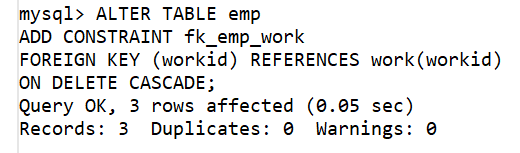 mysql> ALTER TABLE emp
ADD CONSTRAINT fk_emp_work
FOREIGN KEY (workid) REFERENCES work(workid)
ON DELETE CASCADE;
Query OK, 3 rows affected (0.05 sec)
Records: 3  Duplicates: 0  Warnings: 0